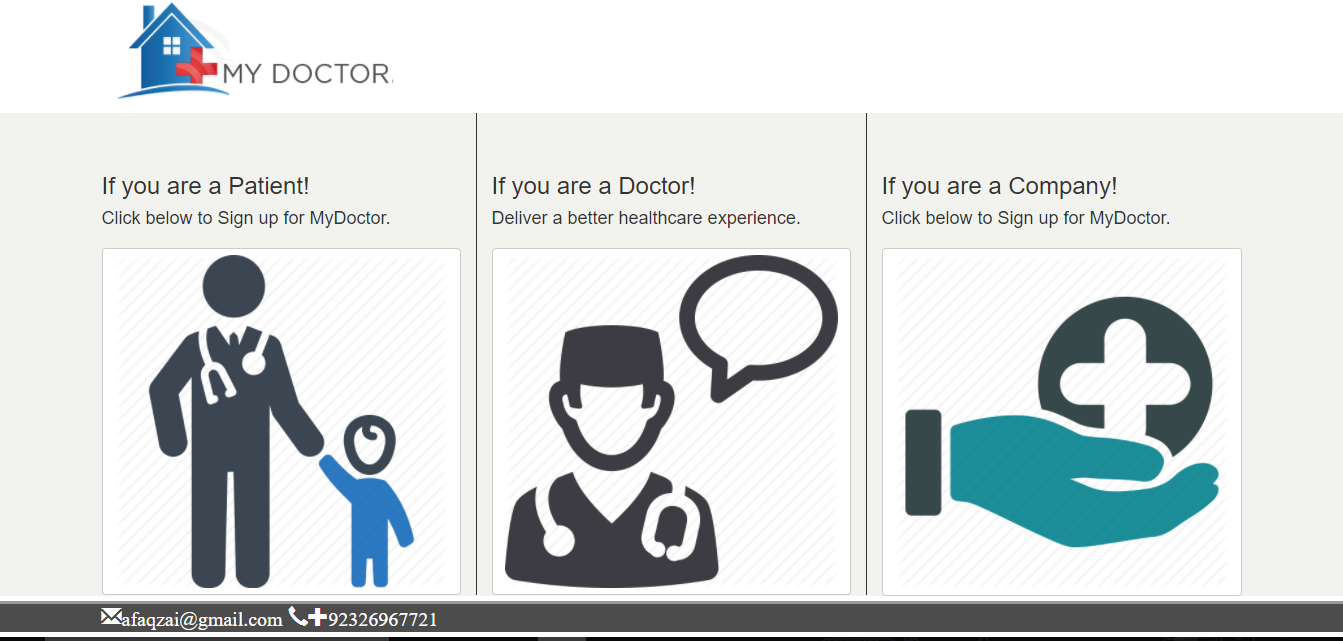 MY DOCTOR.
If you are a Patient!
Click below to Sign up for MyDoctor.
If you are a Doctor!
Deliver a better healthcare experience.
If you are a Company!
Click below to Sign up for MyDoctor.
afaqzai@gmail.com +92326967721